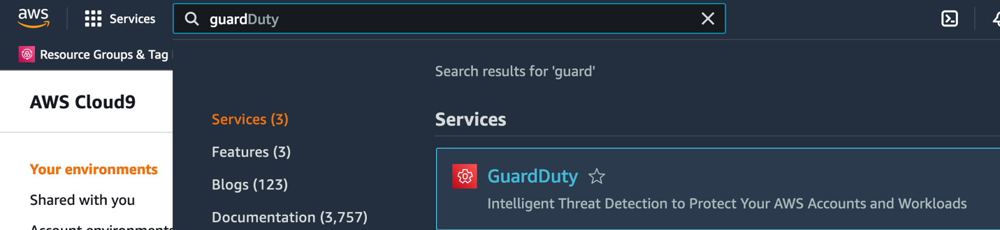 aws
Services
guardDuty
Resource Groups & Tag
Search results for 'guard'
AWS Cloud9
Services (3)
Features (3)
Blogs (123)
Documentation (3,757)
Services
GuardDuty
Intelligent Threat Detection to Protect Your AWS Accounts and Workloads
Your environments
Shared with you
Account environments